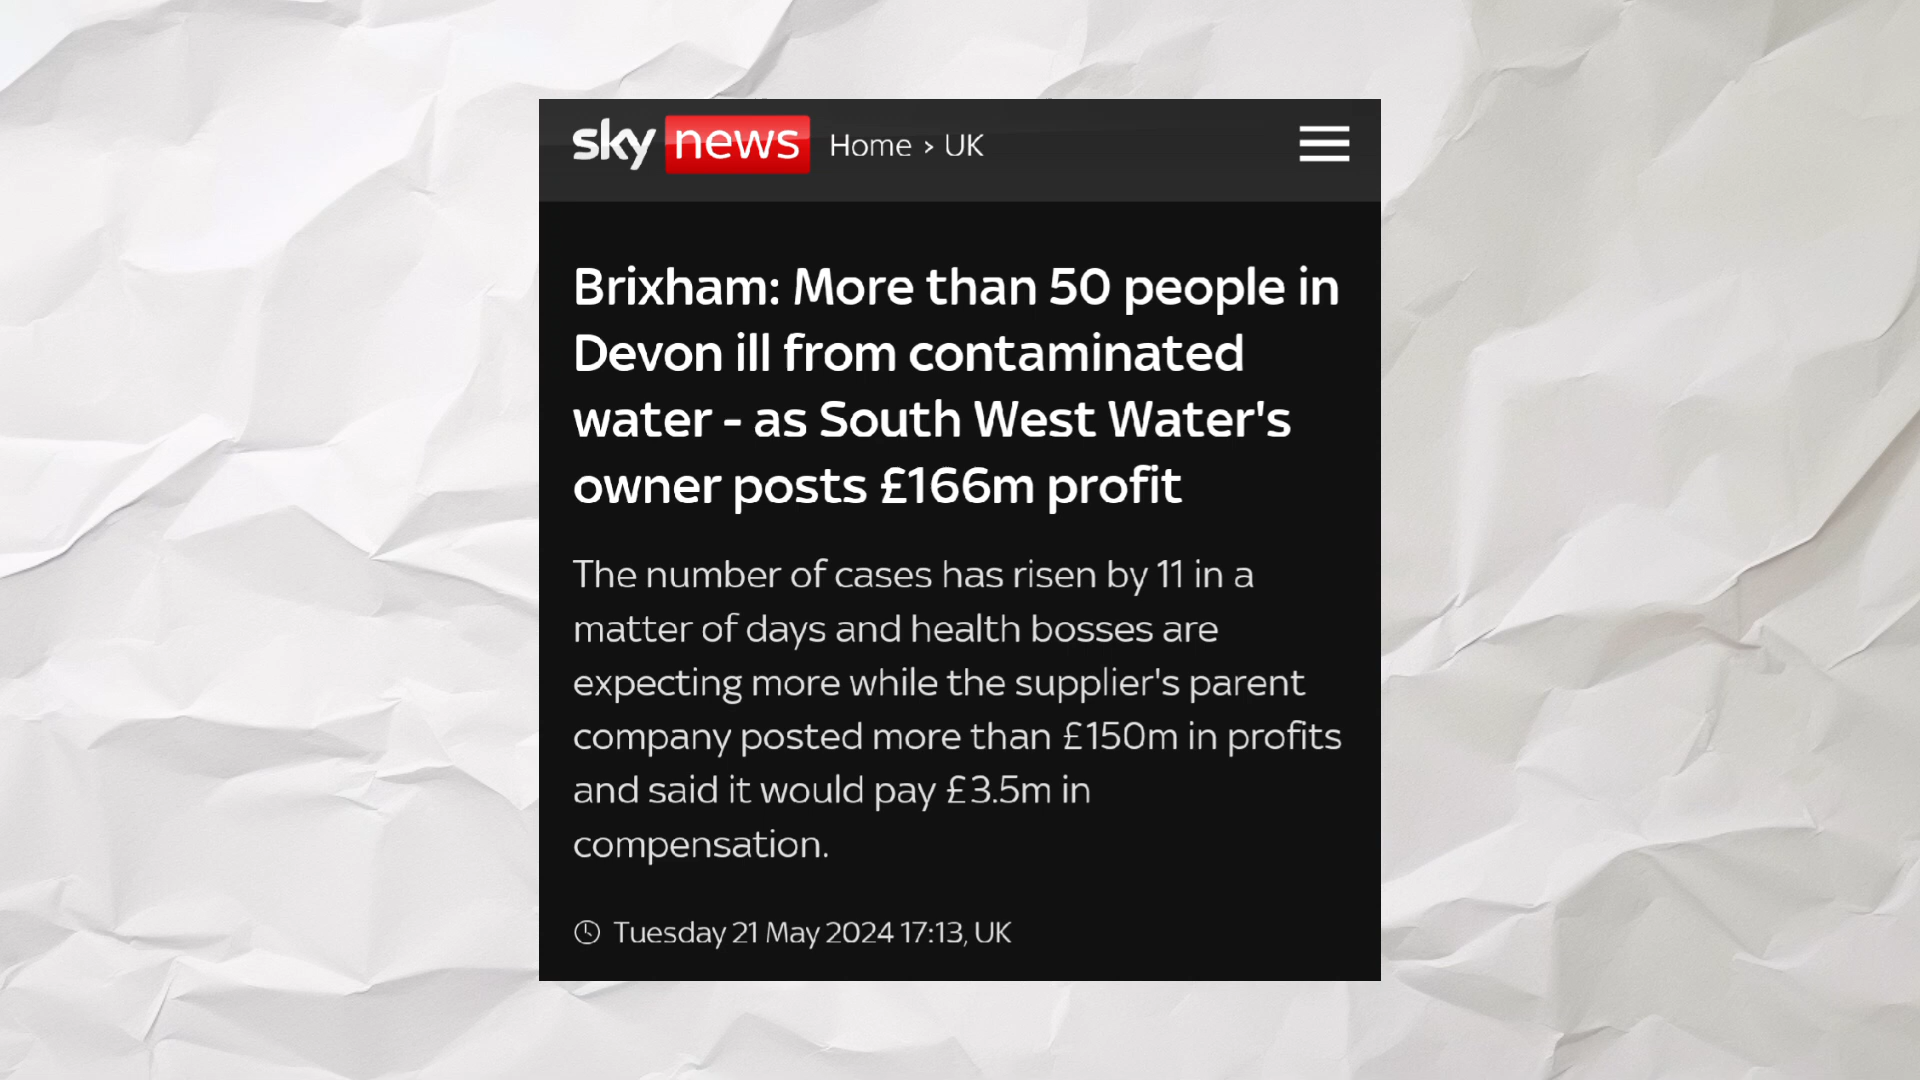 sky news Home > UK
Brixham: More than 50 people in
Devon ill from contaminated
water - as South West Water's
owner posts £166m profit
The number of cases has risen by 11 in a
matter of days and health bosses are
expecting more while the supplier's parent
company posted more than £150m in profits
and said it would pay £3.5m in
compensation.
Tuesday 21 May 2024 17:13, UK